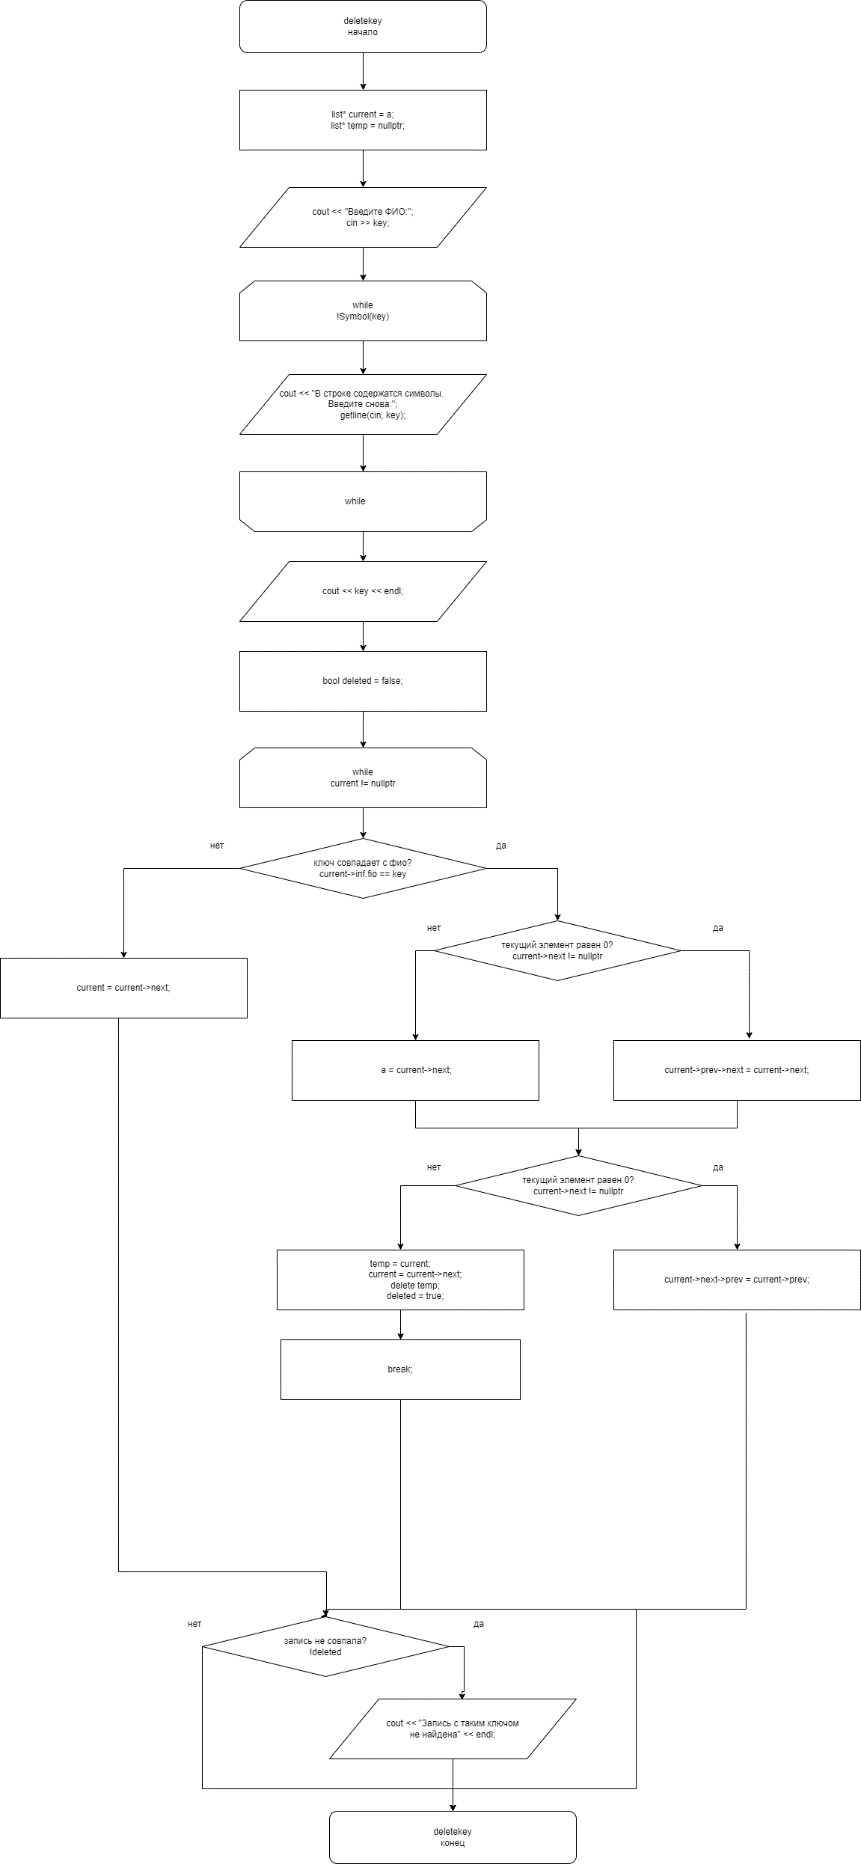 deletekey
начало
list* current = a;
list* temp = nullptr;
cout << "Введите ФИО:";
cin >> key;
while
!Symbol(key)
cout << "В строке содержатся символы.
Введите снова:";
getline(cin, key);
while
cout << key << endl;
bool deleted = false;
while
current != nullptr
нет
да
ключ совпадает с фио?
current->inf.fio == key
нет
да
текущий элемент равен 0?
current->next != nullptr
current = current->next;
a = current->next;
current->prev->next = current->next;
нет
да
текущий элемент равен 0?
current->next != nullptr
temp = current;
current = current->next;
delete temp;
deleted = true;
current->next->prev = current->prev;
break;
нет
да
запись не совпала?
!deleted
cout << "Запись с таким ключом
не найдена" << endl;
deletekey
конец